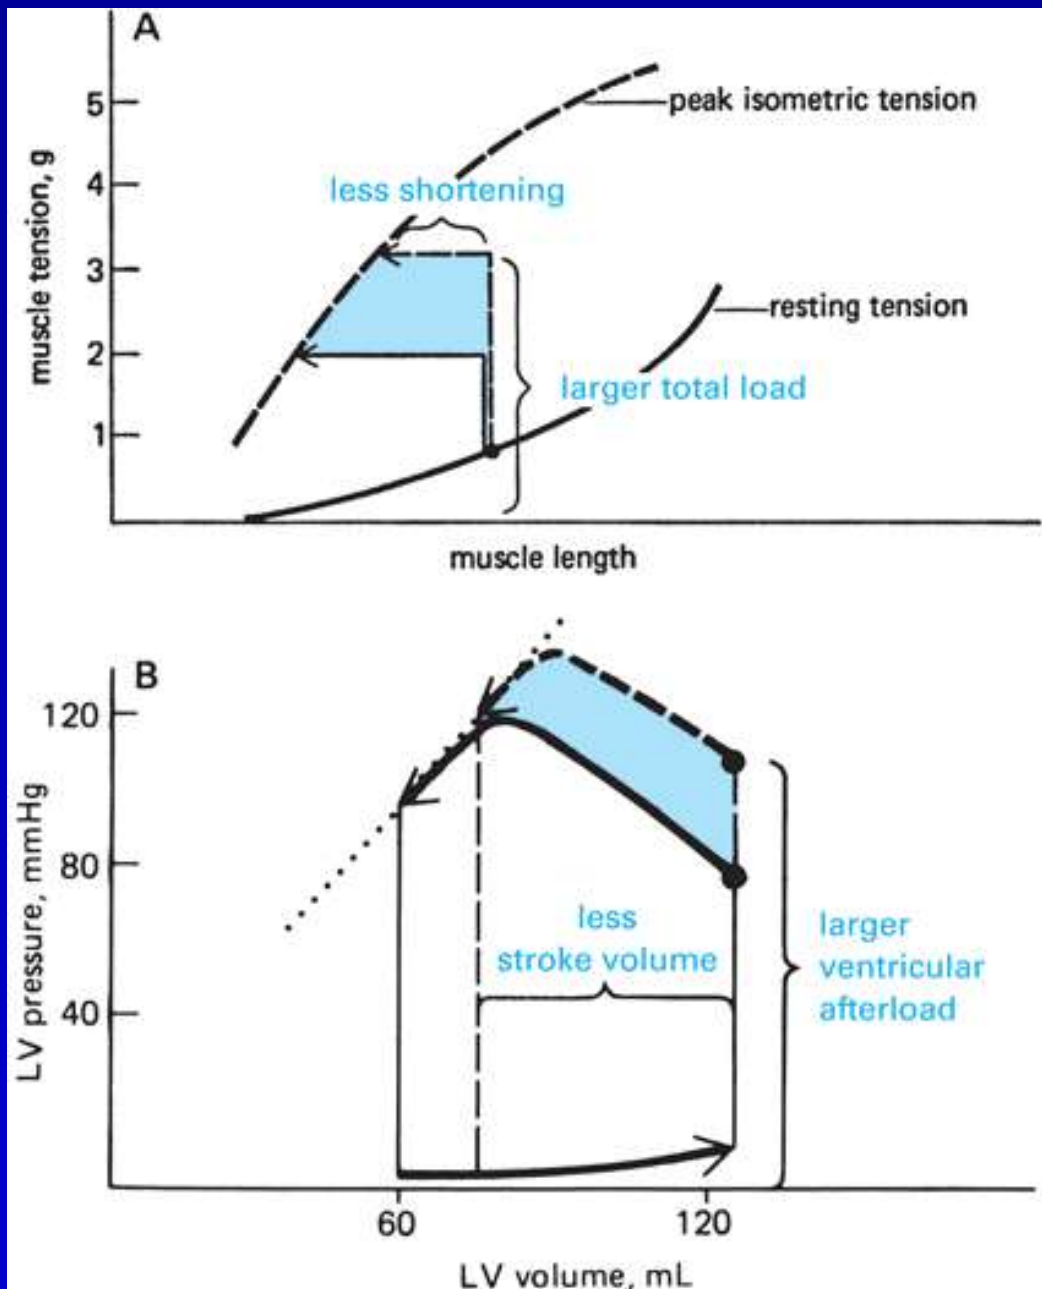 A
5
peak isometric tension
4
less shortening
muscle tension, g
3
resting tension
2
larger total load
1
muscle length
B
120
LV pressure, mmHg
80
less
stroke volume
larger
ventricular
afterload
40
60
120
LV volume, mL